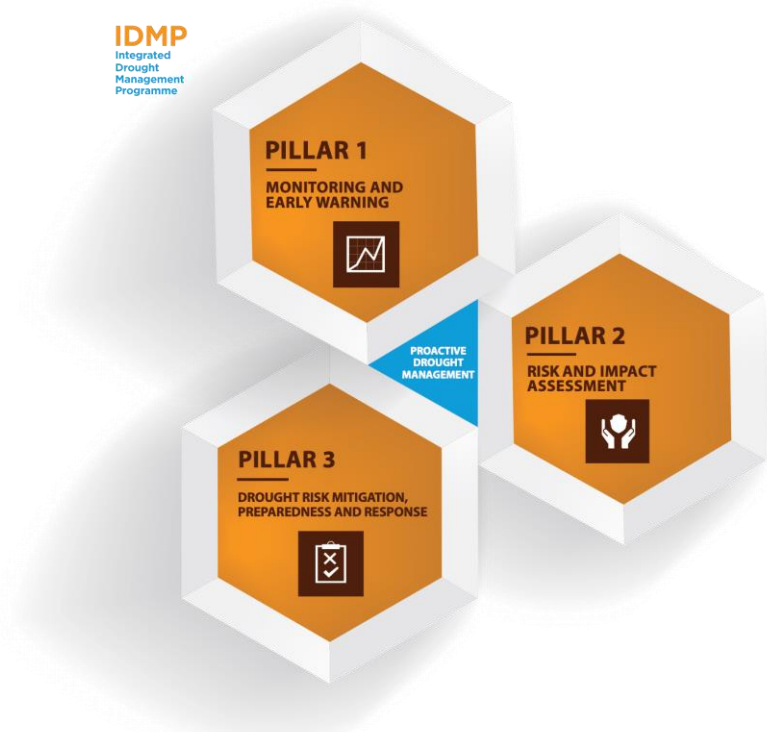 IDMP
Integrated
Drought
Management
Programme
PILLAR 1
MONITORING AND
EARLY WARNING
PILLAR 2
RISK AND IMPACT
ASSESSMENT
PROACTIVE
DROUGHT
MANAGEMENT
PILLAR 3
DROUGHT RISK MITIGATION,
PREPAREDNESS AND RESPONSE